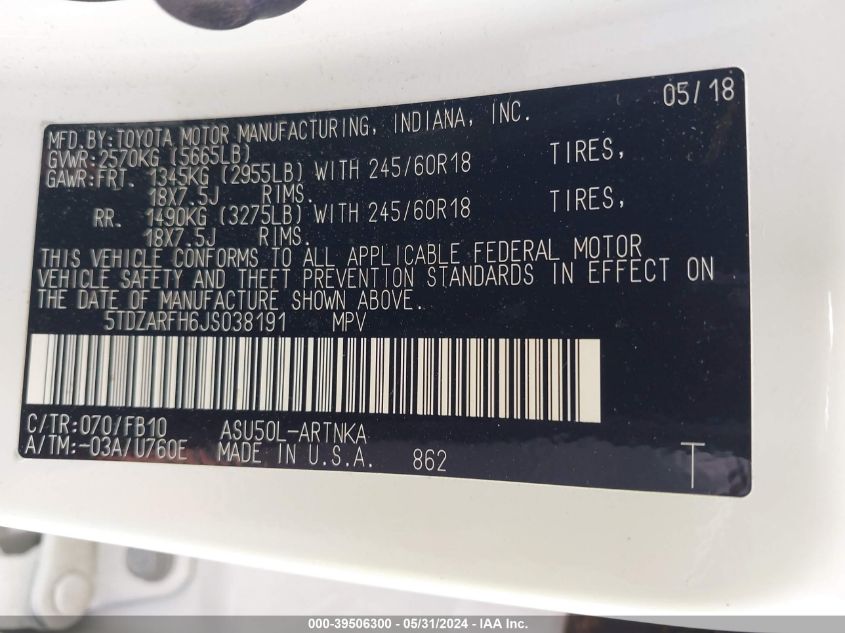 05/18
MFD.BY:TOYOTA MOTOR MANUFACTURING, INDIANA, INC.
GVWR:2570KG (5665LB)
GAWR:FRT. 1345KG (2955LB) WITH 245/60R18 TIRES,
18X7.5J RIMS.
RR. 1490KG (3275LB) WITH 245/60R18 TIRES,
18X7.5J RIMS.
THIS VEHICLE CONFORMS TO ALL APPLICABLE FEDERAL MOTOR
VEHICLE SAFETY AND THEFT PREVENTION STANDARDS IN EFFECT ON
THE DATE OF MANUFACTURE SHOWN ABOVE.
5TDZARFH6JS038191 MPV
C/TR:070/FB10 ASU50L-ARTNKA
A/TM:-03A/U760E MADE IN U.S.A. 862 T
000-39506300 - 05/31/2024 - IAA Inc.